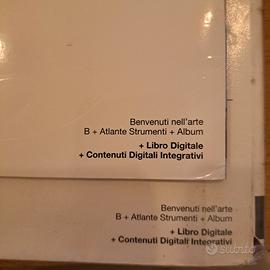 Benvenuti nell'arte
B + Atlante Strumenti + Album
+ Libro Digitale
+ Contenuti Digitali Integrativi
Benvenuti nell'arte
B + Atlante Strumenti + Album
+ Libro Digitale
+ Contenuti Digitali Integrativi
subito